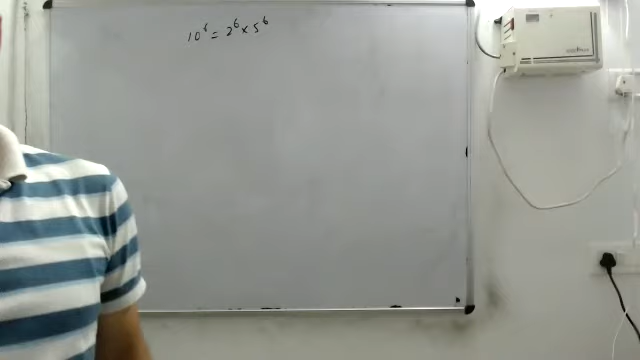 10⁶ = 2⁶ × 5⁶